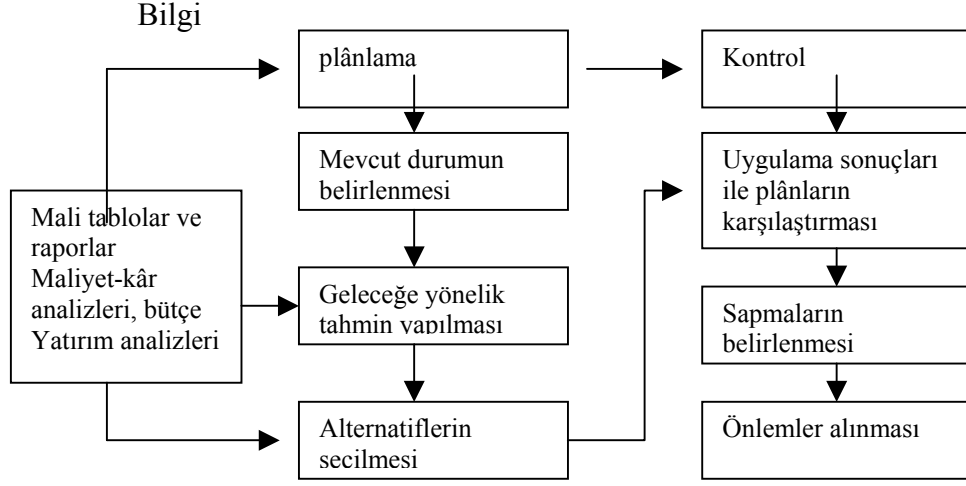 Bilgi
plânlama
Kontrol
Mevcut durumun
belirlenmesi
Uygulama sonuçları
ile plânların
karşılaştırması
Mali tablolar ve
raporlar
Maliyet-kâr
analizleri, bütçe
Yatırım analizleri
Geleceğe yönelik
tahmin yapılması
Sapmaların
belirlenmesi
Alternatiflerin
secilmesi
Önlemler alınması